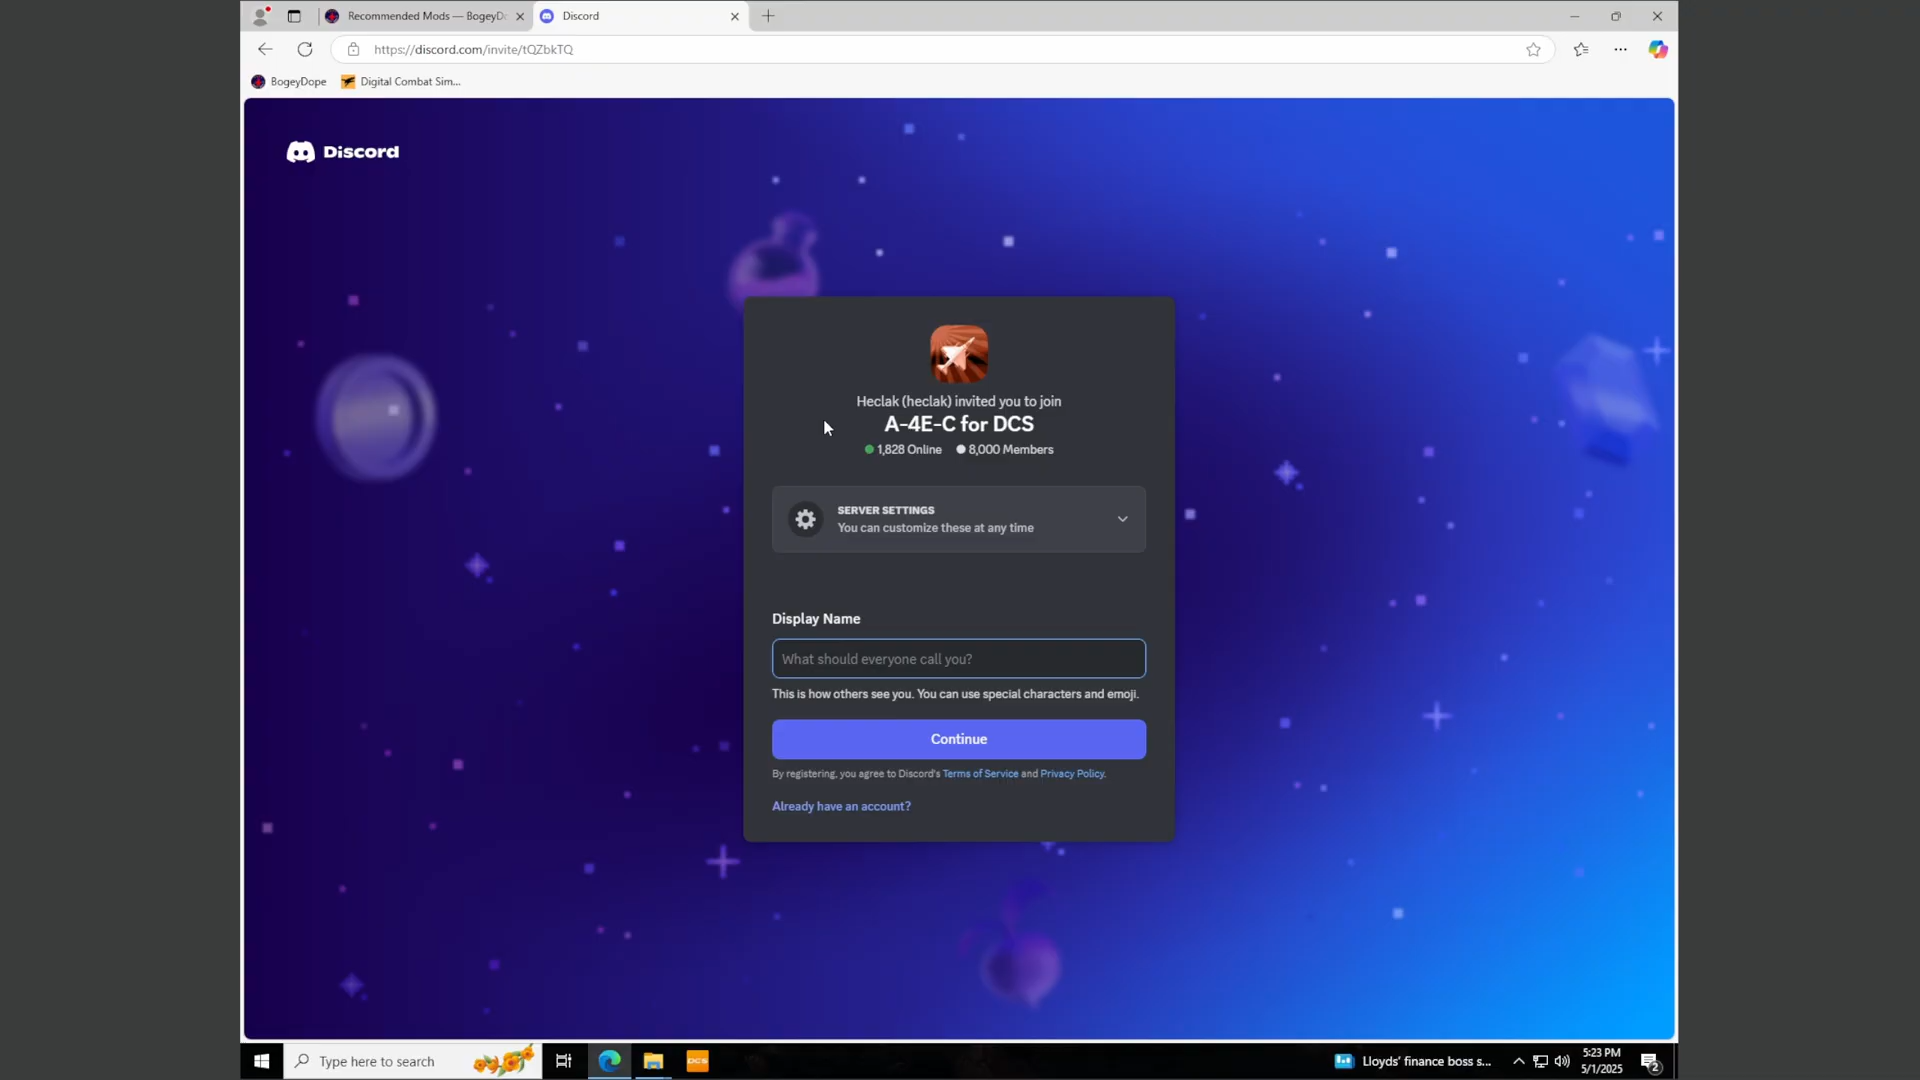 Recommended Mods — BogeyDo
Discord
https://discord.com/invite/tQZbkTQ
BogeyDope
Digital Combat Sim...
Discord
Heclak (heclak) invited you to join
A-4E-C for DCS
1,828 Online 8,000 Members
SERVER SETTINGS
You can customize these at any time
Display Name
What should everyone call you?
This is how others see you. You can use special characters and emoji.
Continue
By registering, you agree to Discord's Terms of Service and Privacy Policy.
Already have an account?
Type here to search
DCS
Lloyds' finance boss s...
5:23 PM
5/1/2025
2